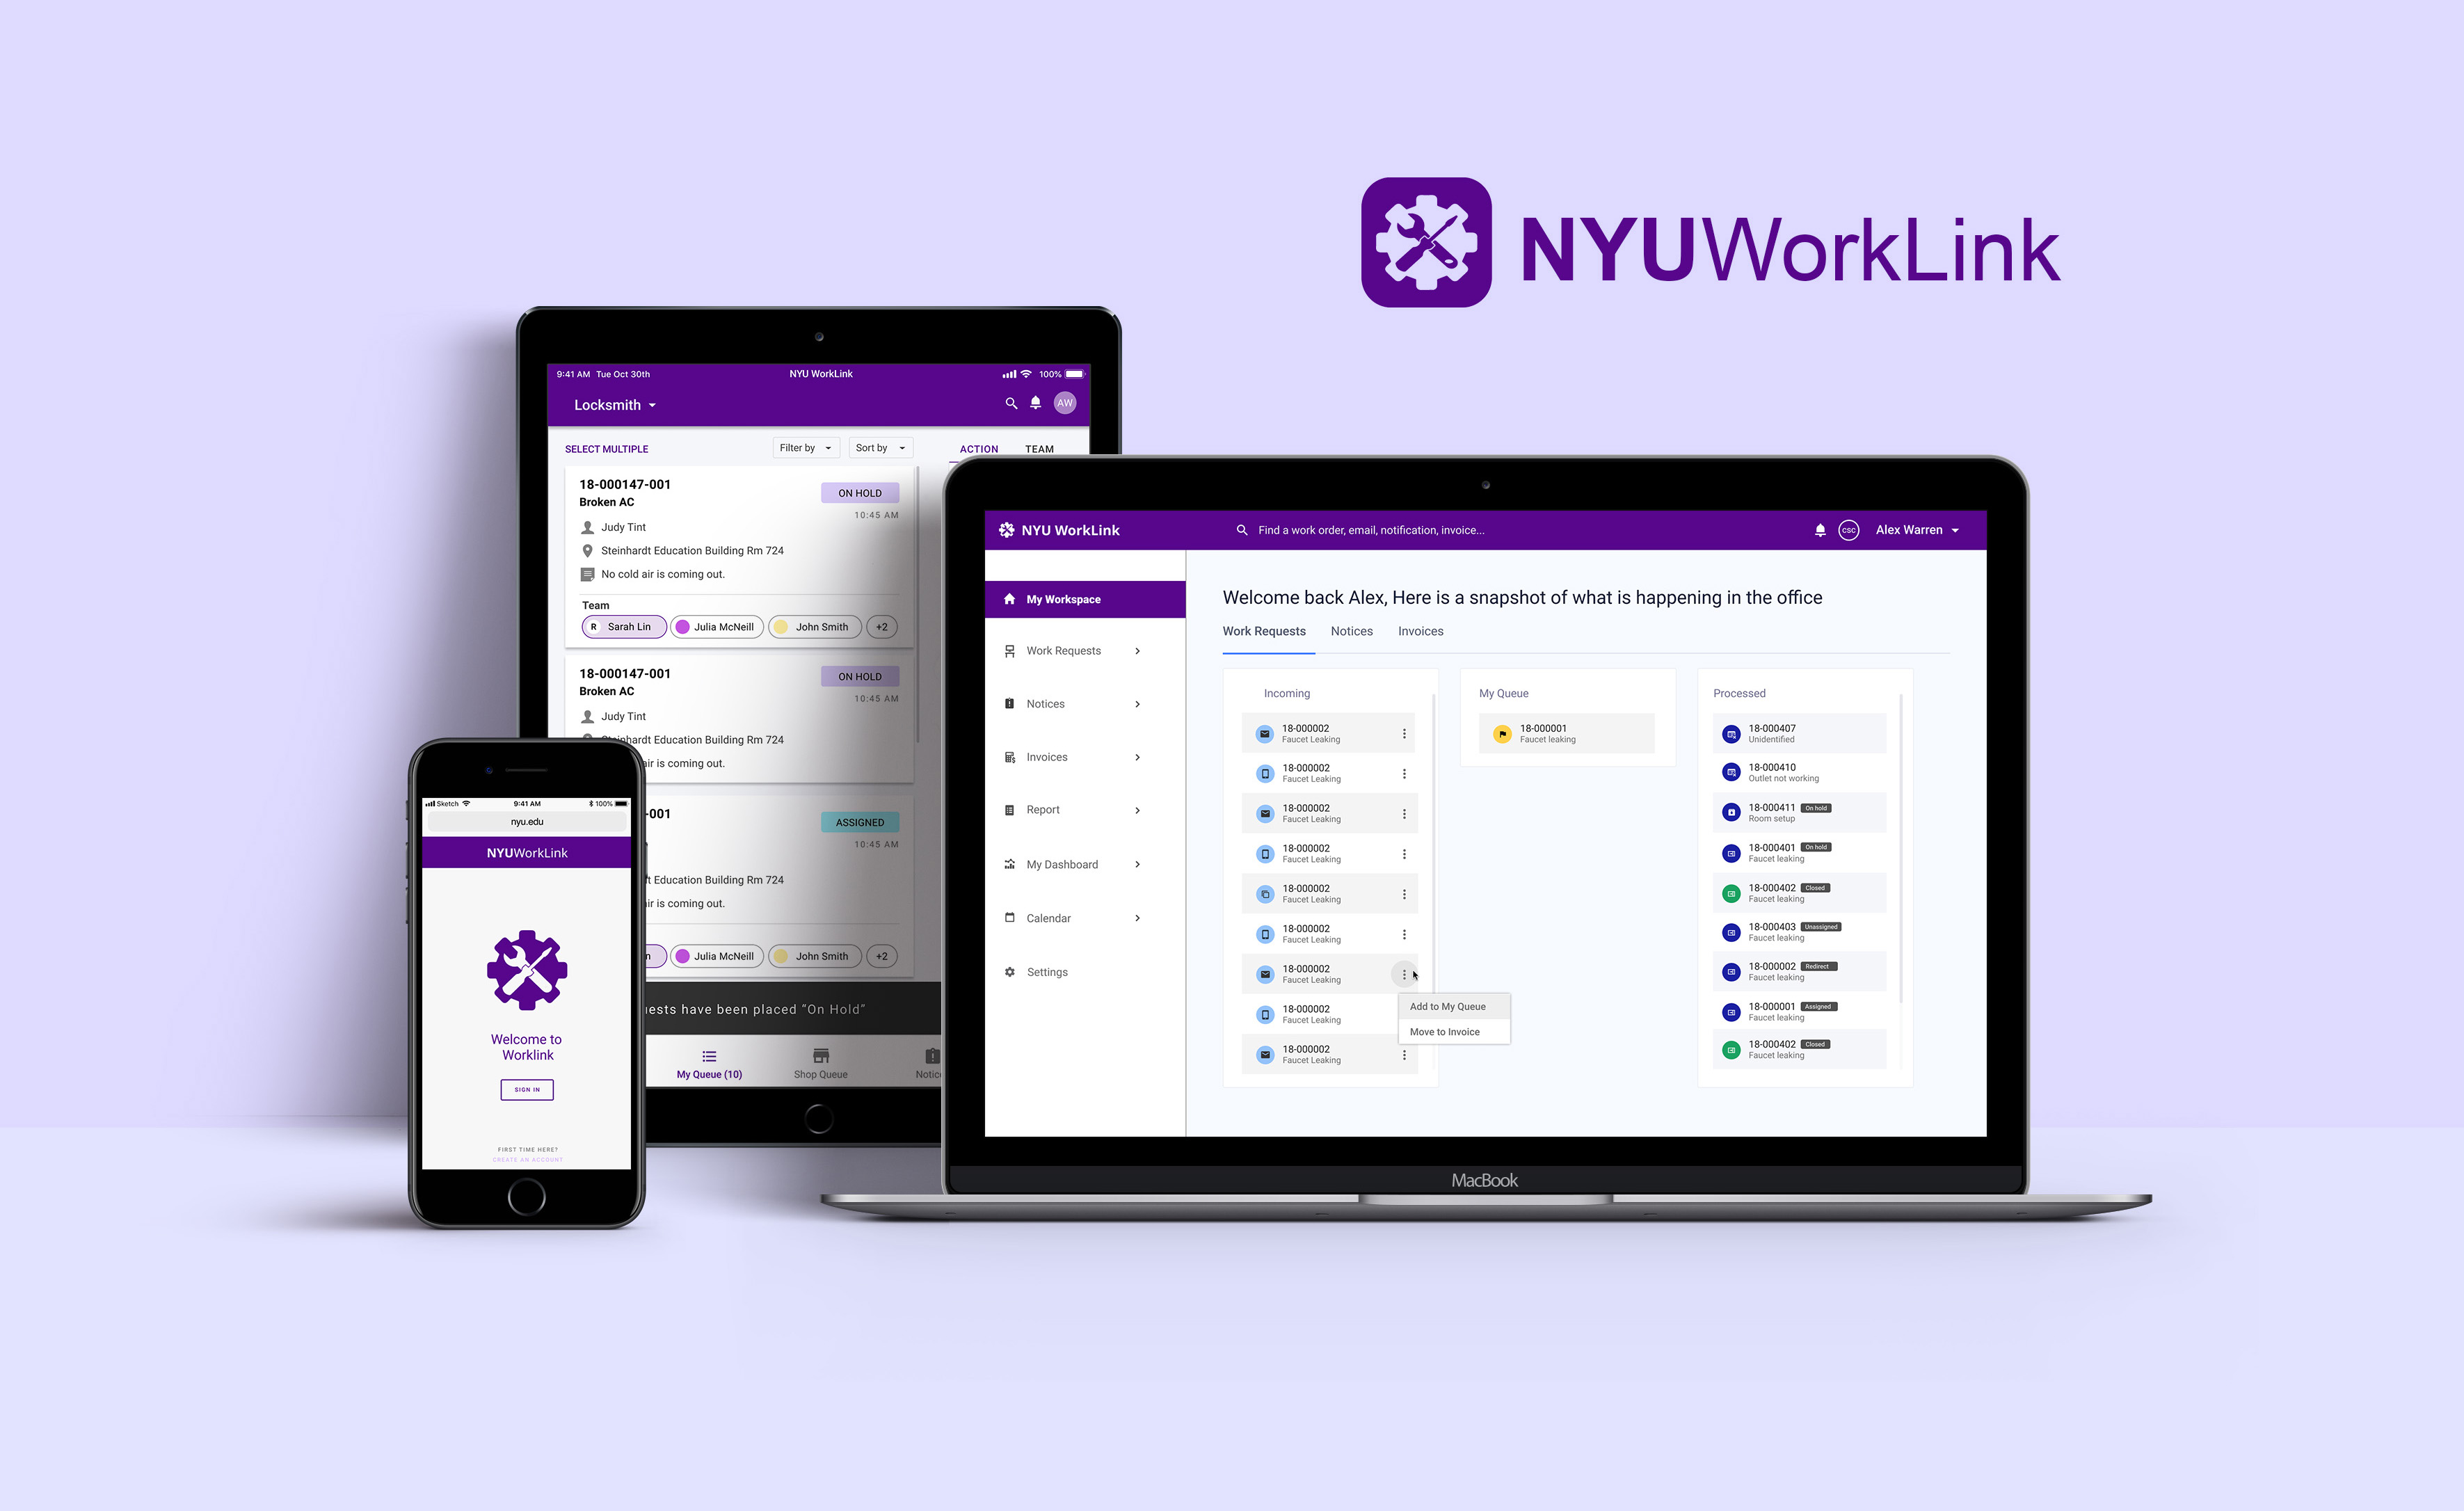 NYUWorkLink
9:41 AM Tue Oct 30th
NYU WorkLink
100%
Locksmith
AW
SELECT MULTIPLE
Filter by
Sort by
ACTION
TEAM
18-000147-001
ON HOLD
Broken AC
10:45 AM
Judy Tint
Steinhardt Education Building Rm 724
No cold air is coming out.
Team
R Sarah Lin
Julia McNeill
John Smith
+2
18-000147-001
ON HOLD
Broken AC
10:45 AM
Judy Tint
Steinhardt Education Building Rm 724
air is coming out.
-001
ASSIGNED
10:45 AM
t Education Building Rm 724
air is coming out.
n
Julia McNeill
John Smith
+2
ests have been placed “On Hold”
My Queue (10)
Shop Queue
Notic
Sketch
9:41 AM
100%
nyu.edu
NYUWorkLink
Welcome to
Worklink
SIGN IN
FIRST TIME HERE?
CREATE AN ACCOUNT
NYU WorkLink
Find a work order, email, notification, invoice...
CSC
Alex Warren
My Workspace
Work Requests
Notices
Invoices
Report
My Dashboard
Calendar
Settings
Welcome back Alex, Here is a snapshot of what is happening in the office
Work Requests
Notices
Invoices
Incoming
18-000002
Faucet Leaking
18-000002
Faucet Leaking
18-000002
Faucet Leaking
18-000002
Faucet Leaking
18-000002
Faucet Leaking
18-000002
Faucet Leaking
18-000002
Faucet Leaking
18-000002
Faucet Leaking
18-000002
Faucet Leaking
Add to My Queue
Move to Invoice
My Queue
18-000001
Faucet leaking
Processed
18-000407
Unidentified
18-000410
Outlet not working
18-000411 On hold
Room setup
18-000401 On hold
Faucet leaking
18-000402 Closed
Faucet leaking
18-000403 Unassigned
Faucet leaking
18-000002 Redirect
Faucet leaking
18-000001 Assigned
Faucet leaking
18-000402 Closed
Faucet leaking
MacBook